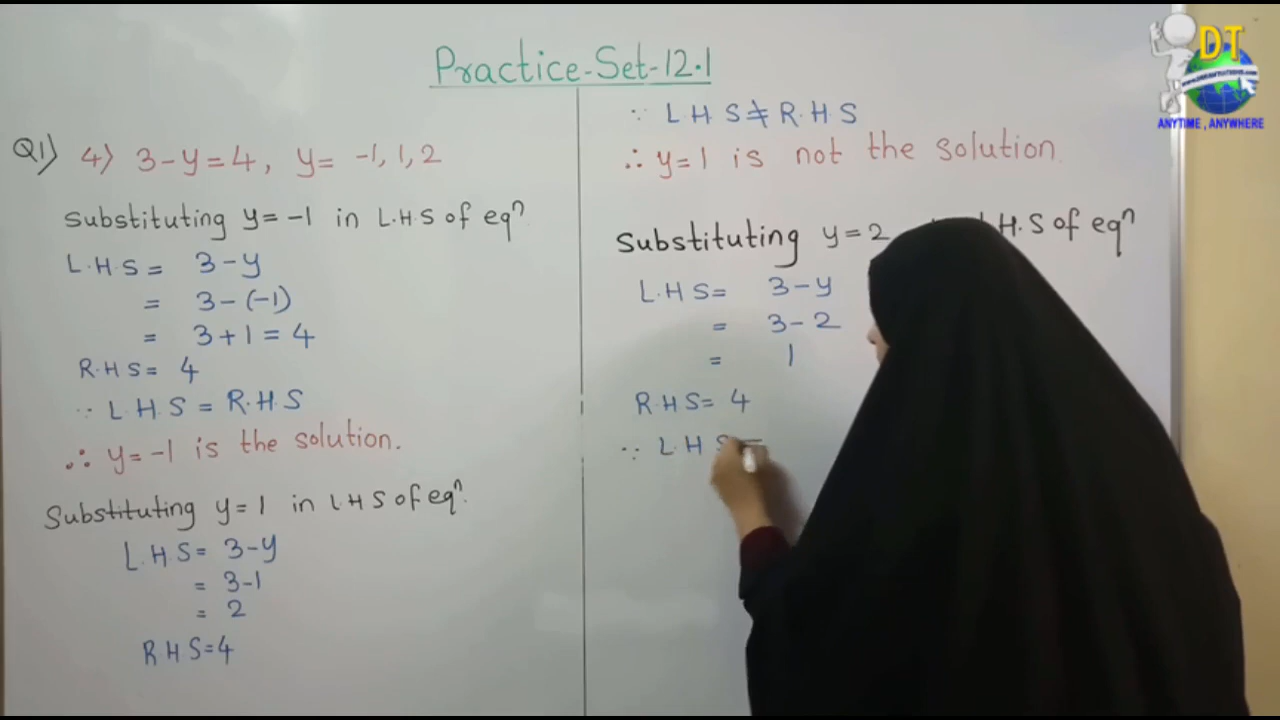 Practice-Set-12.1
Q1) 4) 3-y=4, y= -1, 1, 2
Substituting y=-1 in L.H.S of eqⁿ
L.H.S = 3-y
= 3-(-1)
= 3+1 = 4
R.H.S = 4
∵ L.H.S = R.H.S
∴ y=-1 is the solution.
Substituting y=1 in L.H.S of eqⁿ.
L.H.S = 3-y
= 3-1
= 2
R.H.S=4
∵ L.H.S ≠ R.H.S
∴ y=1 is not the solution.
Substituting y=2 H.S of eqⁿ
L.H.S = 3-y
= 3-2
= 1
R.H.S= 4
∵ L.H.S
DT
ANYTIME, ANYWHERE